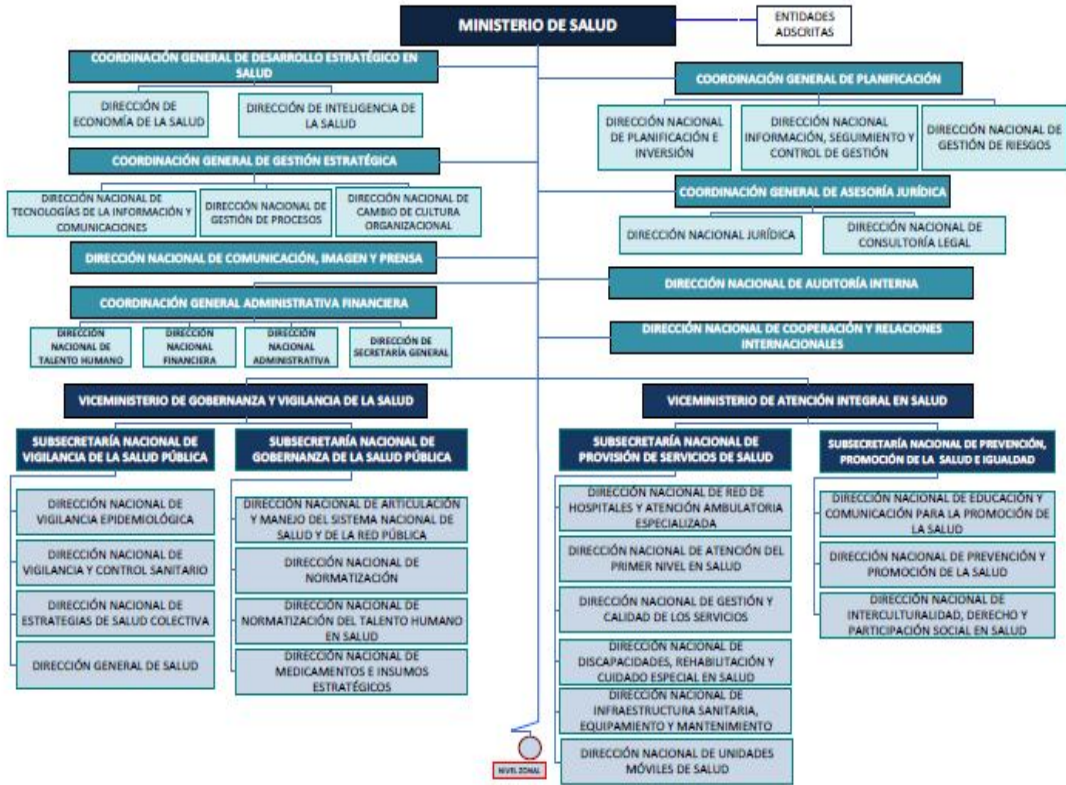 MINISTERIO DE SALUD
ENTIDADES
ADSCRITAS
COORDINACIÓN GENERAL DE DESARROLLO ESTRATÉGICO EN
SALUD
DIRECCIÓN DE
ECONOMÍA DE LA SALUD
DIRECCIÓN DE INTELIGENCIA DE
LA SALUD
COORDINACIÓN GENERAL DE PLANIFICACIÓN
DIRECCIÓN NACIONAL
DE PLANIFICACIÓN E
INVERSIÓN
DIRECCIÓN NACIONAL
INFORMACIÓN, SEGUIMIENTO Y
CONTROL DE GESTIÓN
DIRECCIÓN NACIONAL DE
GESTIÓN DE RIESGOS
COORDINACIÓN GENERAL DE GESTIÓN ESTRATÉGICA
DIRECCIÓN NACIONAL DE
TECNOLOGÍAS DE LA INFORMACIÓN Y
COMUNICACIONES
DIRECCIÓN NACIONAL DE
GESTIÓN DE PROCESOS
DIRECCIÓN NACIONAL DE
CAMBIO DE CULTURA
ORGANIZACIONAL
COORDINACIÓN GENERAL DE ASESORÍA JURÍDICA
DIRECCIÓN NACIONAL JURÍDICA
DIRECCIÓN NACIONAL DE
CONSULTORÍA LEGAL
DIRECCIÓN NACIONAL DE COMUNICACIÓN, IMAGEN Y PRENSA
DIRECCIÓN NACIONAL DE AUDITORÍA INTERNA
COORDINACIÓN GENERAL ADMINISTRATIVA FINANCIERA
DIRECCIÓN
NACIONAL DE
TALENTO HUMANO
DIRECCIÓN
NACIONAL
FINANCIERA
DIRECCIÓN
NACIONAL
ADMINISTRATIVA
DIRECCIÓN DE
SECRETARÍA GENERAL
DIRECCIÓN NACIONAL DE COOPERACIÓN Y RELACIONES
INTERNACIONALES
VICEMINISTERIO DE GOBERNANZA Y VIGILANCIA DE LA SALUD
SUBSECRETARÍA NACIONAL DE
VIGILANCIA DE LA SALUD PÚBLICA
DIRECCIÓN NACIONAL DE
VIGILANCIA EPIDEMIOLÓGICA
DIRECCIÓN NACIONAL DE
VIGILANCIA Y CONTROL SANITARIO
DIRECCIÓN NACIONAL DE
ESTRATEGIAS DE SALUD COLECTIVA
DIRECCIÓN GENERAL DE SALUD
SUBSECRETARÍA NACIONAL DE
GOBERNANZA DE LA SALUD PÚBLICA
DIRECCIÓN NACIONAL DE ARTICULACIÓN
Y MANEJO DEL SISTEMA NACIONAL DE
SALUD Y DE LA RED PÚBLICA
DIRECCIÓN NACIONAL DE
NORMATIZACIÓN
DIRECCIÓN NACIONAL DE
NORMATIZACIÓN DEL TALENTO HUMANO
EN SALUD
DIRECCIÓN NACIONAL DE
MEDICAMENTOS E INSUMOS
ESTRATÉGICOS
VICEMINISTERIO DE ATENCIÓN INTEGRAL EN SALUD
SUBSECRETARÍA NACIONAL DE
PROVISIÓN DE SERVICIOS DE SALUD
DIRECCIÓN NACIONAL DE RED DE
HOSPITALES Y ATENCIÓN AMBULATORIA
ESPECIALIZADA
DIRECCIÓN NACIONAL DE ATENCIÓN DEL
PRIMER NIVEL EN SALUD
DIRECCIÓN NACIONAL DE GESTIÓN Y
CALIDAD DE LOS SERVICIOS
DIRECCIÓN NACIONAL DE
DISCAPACIDADES, REHABILITACIÓN Y
CUIDADO ESPECIAL EN SALUD
DIRECCIÓN NACIONAL DE
INFRAESTRUCTURA SANITARIA,
EQUIPAMIENTO Y MANTENIMIENTO
DIRECCIÓN NACIONAL DE UNIDADES
MÓVILES DE SALUD
SUBSECRETARÍA NACIONAL DE PREVENCIÓN,
PROMOCIÓN DE LA SALUD E IGUALDAD
DIRECCIÓN NACIONAL DE EDUCACIÓN Y
COMUNICACIÓN PARA LA PROMOCIÓN DE
LA SALUD
DIRECCIÓN NACIONAL DE PREVENCIÓN Y
PROMOCIÓN DE LA SALUD
DIRECCIÓN NACIONAL DE
INTERCULTURALIDAD, DERECHO Y
PARTICIPACIÓN SOCIAL EN SALUD
NIVEL ZONAL